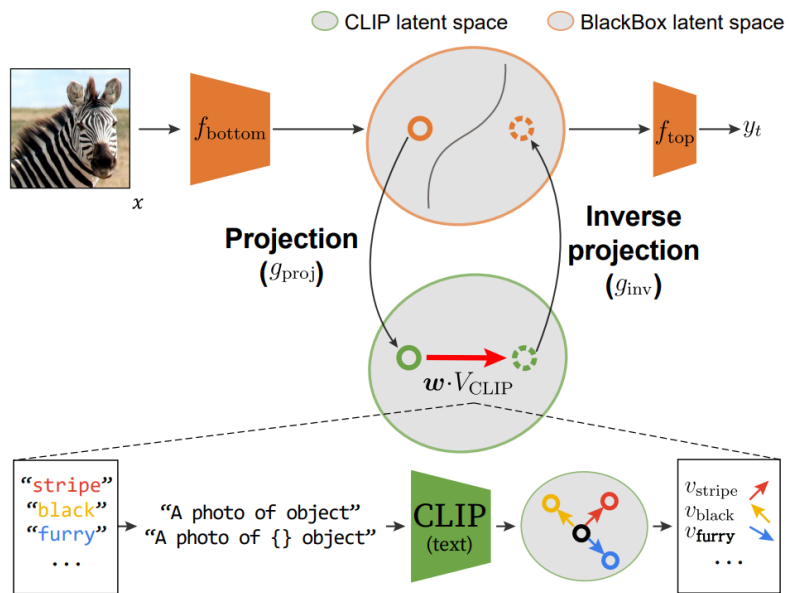 CLIP latent space
BlackBox latent space
x
f_bottom
f_top
y_t
Projection
(g_proj)
Inverse
projection
(g_inv)
w·V_CLIP
“stripe”
“black”
“furry”
...
“A photo of object”
“A photo of {} object”
CLIP
(text)
v_stripe
v_black
v_furry
...